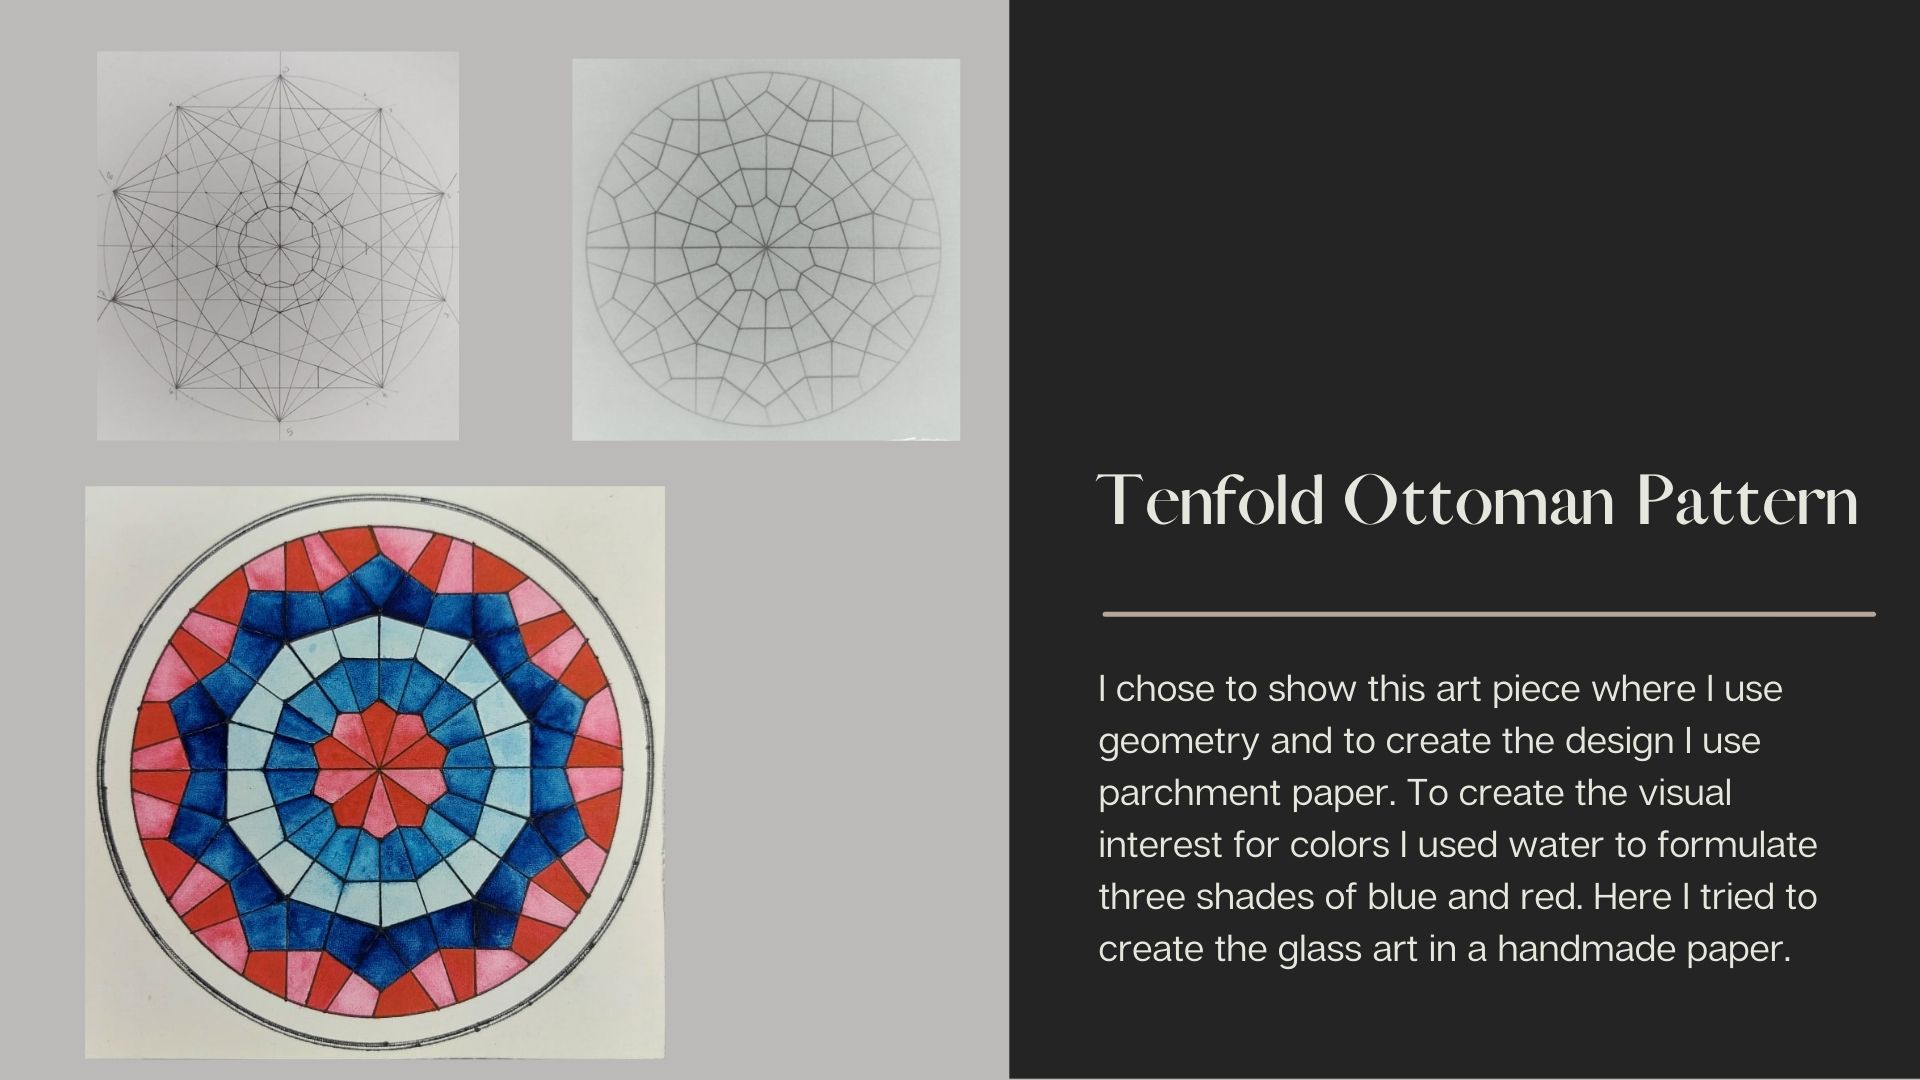 Tenfold Ottoman Pattern
I chose to show this art piece where I use
geometry and to create the design I use
parchment paper. To create the visual
interest for colors I used water to formulate
three shades of blue and red. Here I tried to
create the glass art in a handmade paper.